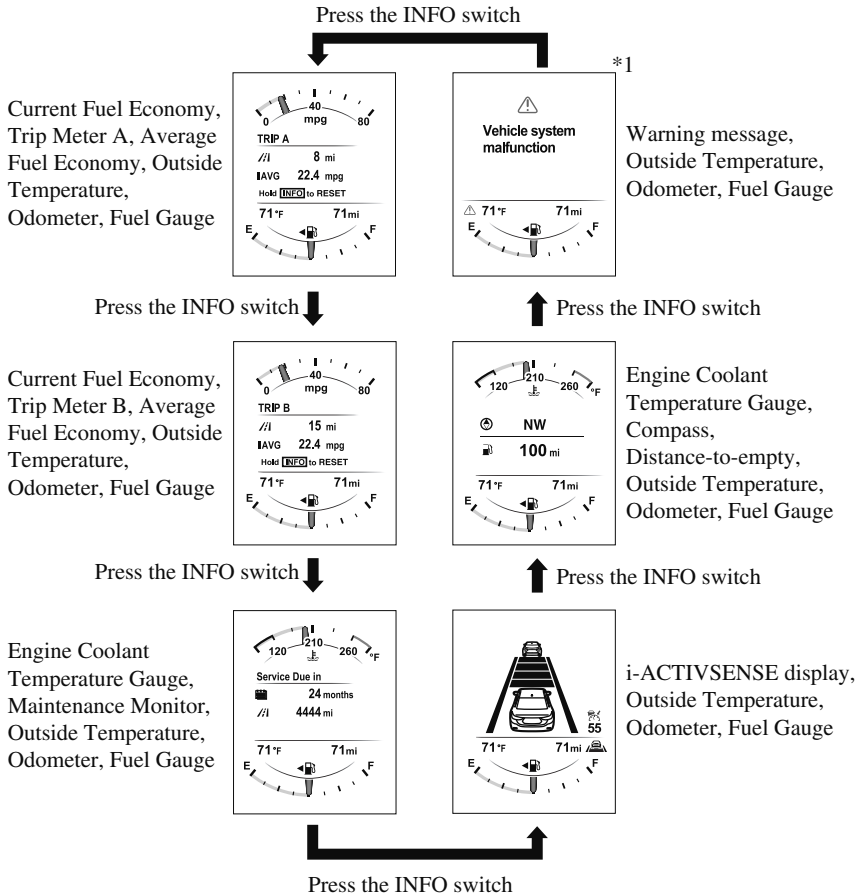 Press the INFO switch
*1
Current Fuel Economy,
Trip Meter A, Average
Fuel Economy, Outside
Temperature,
Odometer, Fuel Gauge
0 40 80
mpg
TRIP A
8 mi
AVG 22.4 mpg
Hold INFO to RESET
71°F 71mi
E F
Vehicle system
malfunction
71°F 71mi
E F
Warning message,
Outside Temperature,
Odometer, Fuel Gauge
Press the INFO switch
Press the INFO switch
Current Fuel Economy,
Trip Meter B, Average
Fuel Economy, Outside
Temperature,
Odometer, Fuel Gauge
0 40 80
mpg
TRIP B
15 mi
AVG 22.4 mpg
Hold INFO to RESET
71°F 71mi
E F
120 210 260 °F
NW
100 mi
71°F 71mi
E F
Engine Coolant
Temperature Gauge,
Compass,
Distance-to-empty,
Outside Temperature,
Odometer, Fuel Gauge
Press the INFO switch
Press the INFO switch
Engine Coolant
Temperature Gauge,
Maintenance Monitor,
Outside Temperature,
Odometer, Fuel Gauge
120 210 260 °F
Service Due in
24 months
4444 mi
71°F 71mi
E F
55
71°F 71mi
E F
i-ACTIVSENSE display,
Outside Temperature,
Odometer, Fuel Gauge
Press the INFO switch